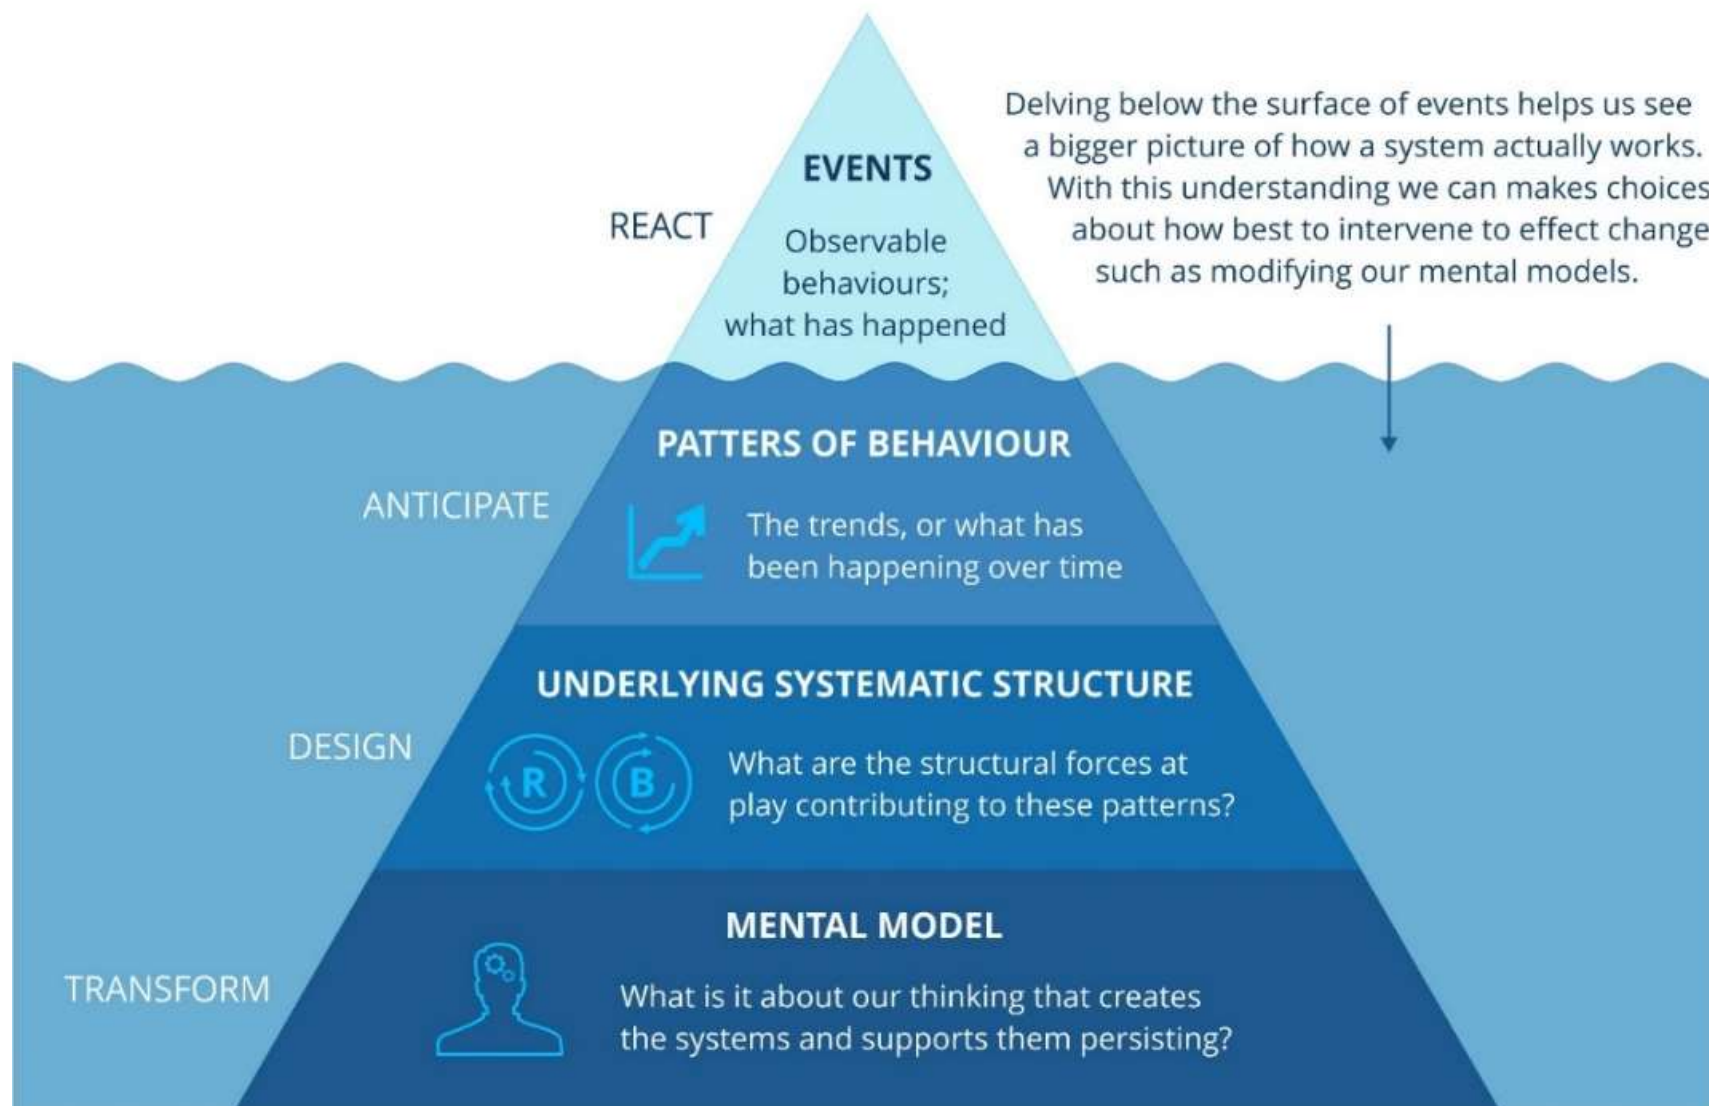 EVENTS
REACT
Observable
behaviours;
what has happened
Delving below the surface of events helps us see
a bigger picture of how a system actually works.
With this understanding we can makes choices
about how best to intervene to effect change
such as modifying our mental models.
PATTERS OF BEHAVIOUR
ANTICIPATE
The trends, or what has
been happening over time
UNDERLYING SYSTEMATIC STRUCTURE
DESIGN
R
B
What are the structural forces at
play contributing to these patterns?
MENTAL MODEL
TRANSFORM
What is it about our thinking that creates
the systems and supports them persisting?